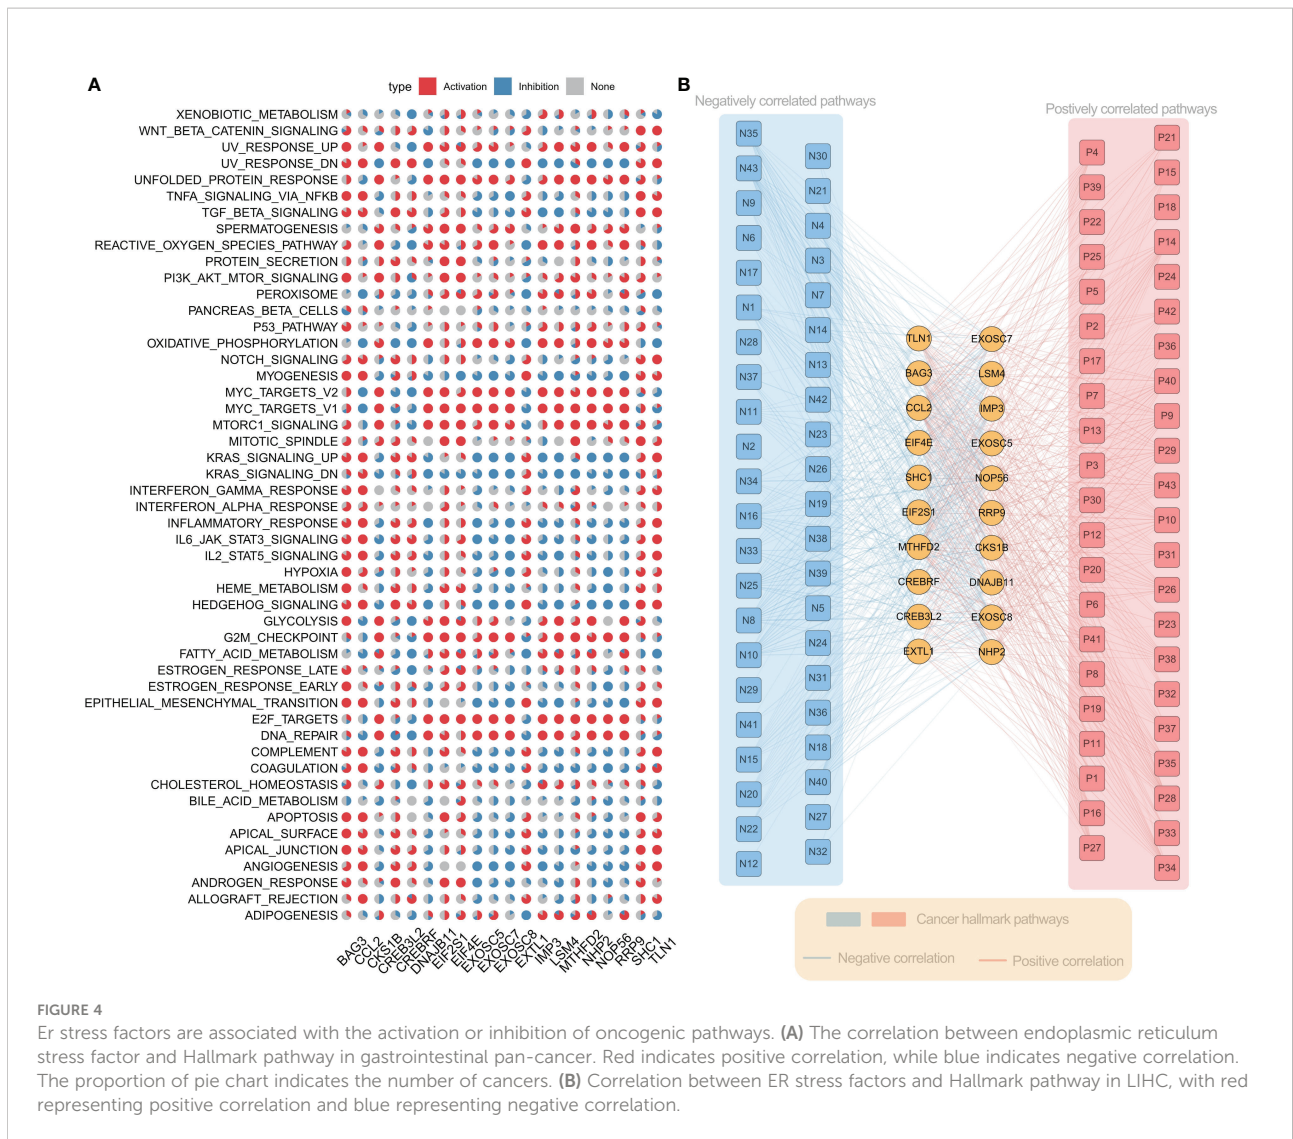 A
type Activation Inhibition None
XENOBIOTIC_METABOLISM
WNT_BETA_CATENIN_SIGNALING
UV_RESPONSE_UP
UV_RESPONSE_DN
UNFOLDED_PROTEIN_RESPONSE
TNFA_SIGNALING_VIA_NFKB
TGF_BETA_SIGNALING
SPERMATOGENESIS
REACTIVE_OXYGEN_SPECIES_PATHWAY
PROTEIN_SECRETION
PI3K_AKT_MTOR_SIGNALING
PEROXISOME
PANCREAS_BETA_CELLS
P53_PATHWAY
OXIDATIVE_PHOSPHORYLATION
NOTCH_SIGNALING
MYOGENESIS
MYC_TARGETS_V2
MYC_TARGETS_V1
MTORC1_SIGNALING
MITOTIC_SPINDLE
KRAS_SIGNALING_UP
KRAS_SIGNALING_DN
INTERFERON_GAMMA_RESPONSE
INTERFERON_ALPHA_RESPONSE
INFLAMMATORY_RESPONSE
IL6_JAK_STAT3_SIGNALING
IL2_STAT5_SIGNALING
HYPOXIA
HEME_METABOLISM
HEDGEHOG_SIGNALING
GLYCOLYSIS
G2M_CHECKPOINT
FATTY_ACID_METABOLISM
ESTROGEN_RESPONSE_LATE
ESTROGEN_RESPONSE_EARLY
EPITHELIAL_MESENCHYMAL_TRANSITION
E2F_TARGETS
DNA_REPAIR
COMPLEMENT
COAGULATION
CHOLESTEROL_HOMEOSTASIS
BILE_ACID_METABOLISM
APOPTOSIS
APICAL_SURFACE
APICAL_JUNCTION
ANGIOGENESIS
ANDROGEN_RESPONSE
ALLOGRAFT_REJECTION
ADIPOGENESIS
BAG3
CCL2
CKS1B
CREB3L2
CREBRF
DNAJB11
EIF2S1
EIF4E
EXOSC5
EXOSC7
EXOSC8
EXTL1
IMP3
LSM4
MTHFD2
NHP2
NOP56
RRP9
SHC1
TLN1
B
Negatively correlated pathways
N35
N43
N9
N6
N17
N1
N28
N37
N11
N2
N34
N16
N33
N25
N8
N10
N29
N41
N15
N20
N22
N12
N30
N21
N4
N3
N7
N14
N13
N42
N23
N26
N19
N38
N39
N5
N24
N31
N36
N18
N40
N27
N32
TLN1
BAG3
CCL2
EIF4E
SHC1
EIF2S1
MTHFD2
CREBRF
CREB3L2
EXTL1
EXOSC7
LSM4
IMP3
EXOSC5
NOP56
RRP9
CKS1B
DNAJB11
EXOSC8
NHP2
Postively correlated pathways
P4
P39
P22
P25
P5
P2
P17
P7
P13
P3
P30
P12
P20
P6
P41
P8
P19
P11
P1
P16
P27
P21
P15
P18
P14
P24
P42
P36
P40
P9
P29
P43
P10
P31
P26
P23
P38
P32
P37
P35
P28
P33
P34
Cancer hallmark pathways
Negative correlation Positive correlation
FIGURE 4
Er stress factors are associated with the activation or inhibition of oncogenic pathways. (A) The correlation between endoplasmic reticulum
stress factor and Hallmark pathway in gastrointestinal pan-cancer. Red indicates positive correlation, while blue indicates negative correlation.
The proportion of pie chart indicates the number of cancers. (B) Correlation between ER stress factors and Hallmark pathway in LIHC, with red
representing positive correlation and blue representing negative correlation.